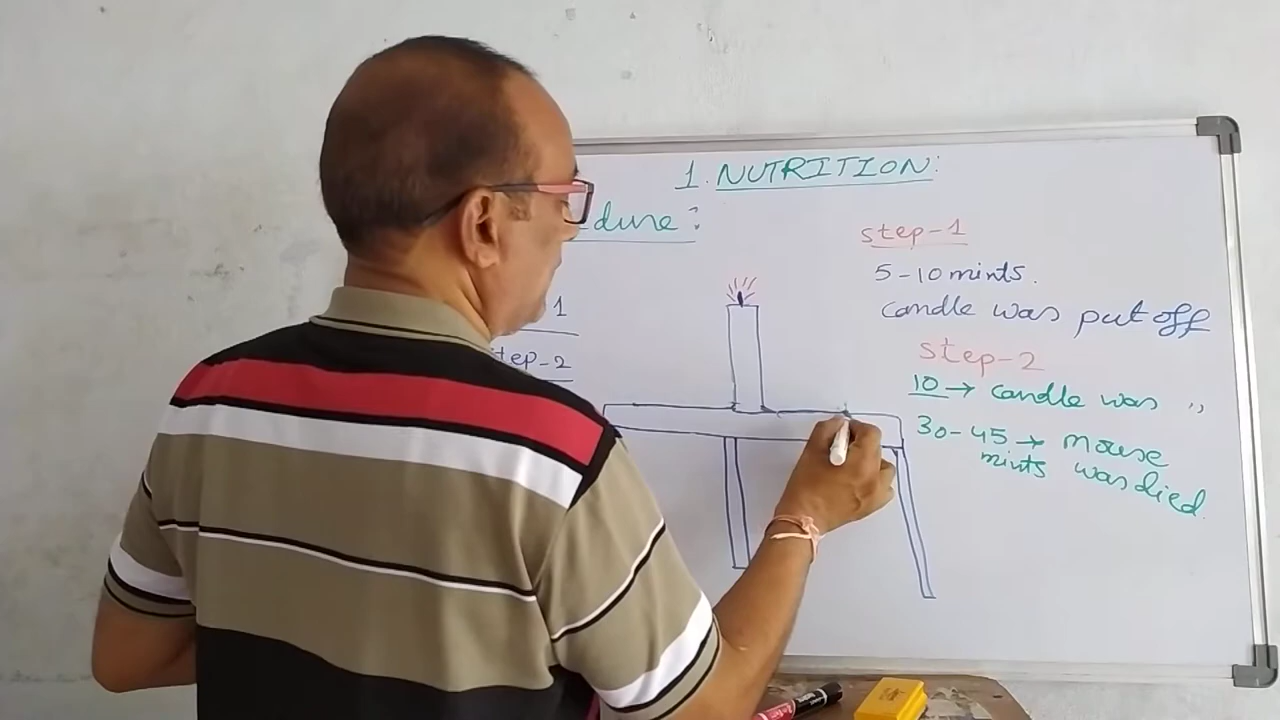 1. NUTRITION:
dure:
1
tep-2
step-1
5-10 mints.
candle was put off
step-2
10 → candle was "
30-45 → mouse
mints was died.